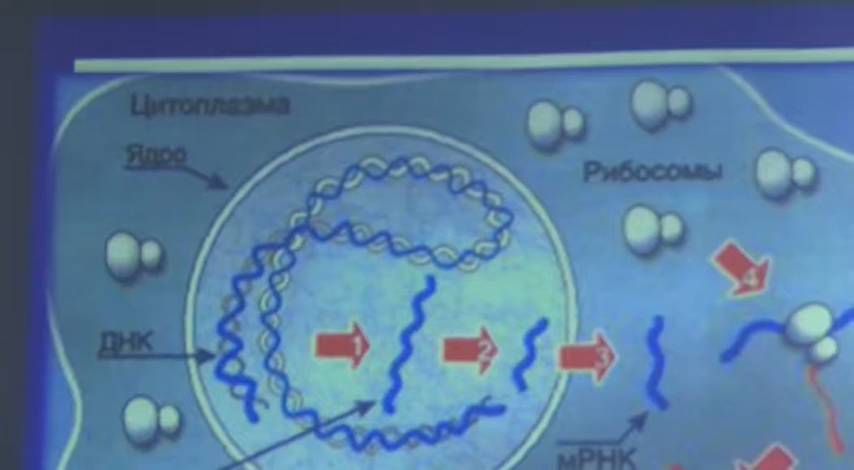 Цитоплазма
Ядро
Рибосомы
4
ДНК
1
2
3
мРНК